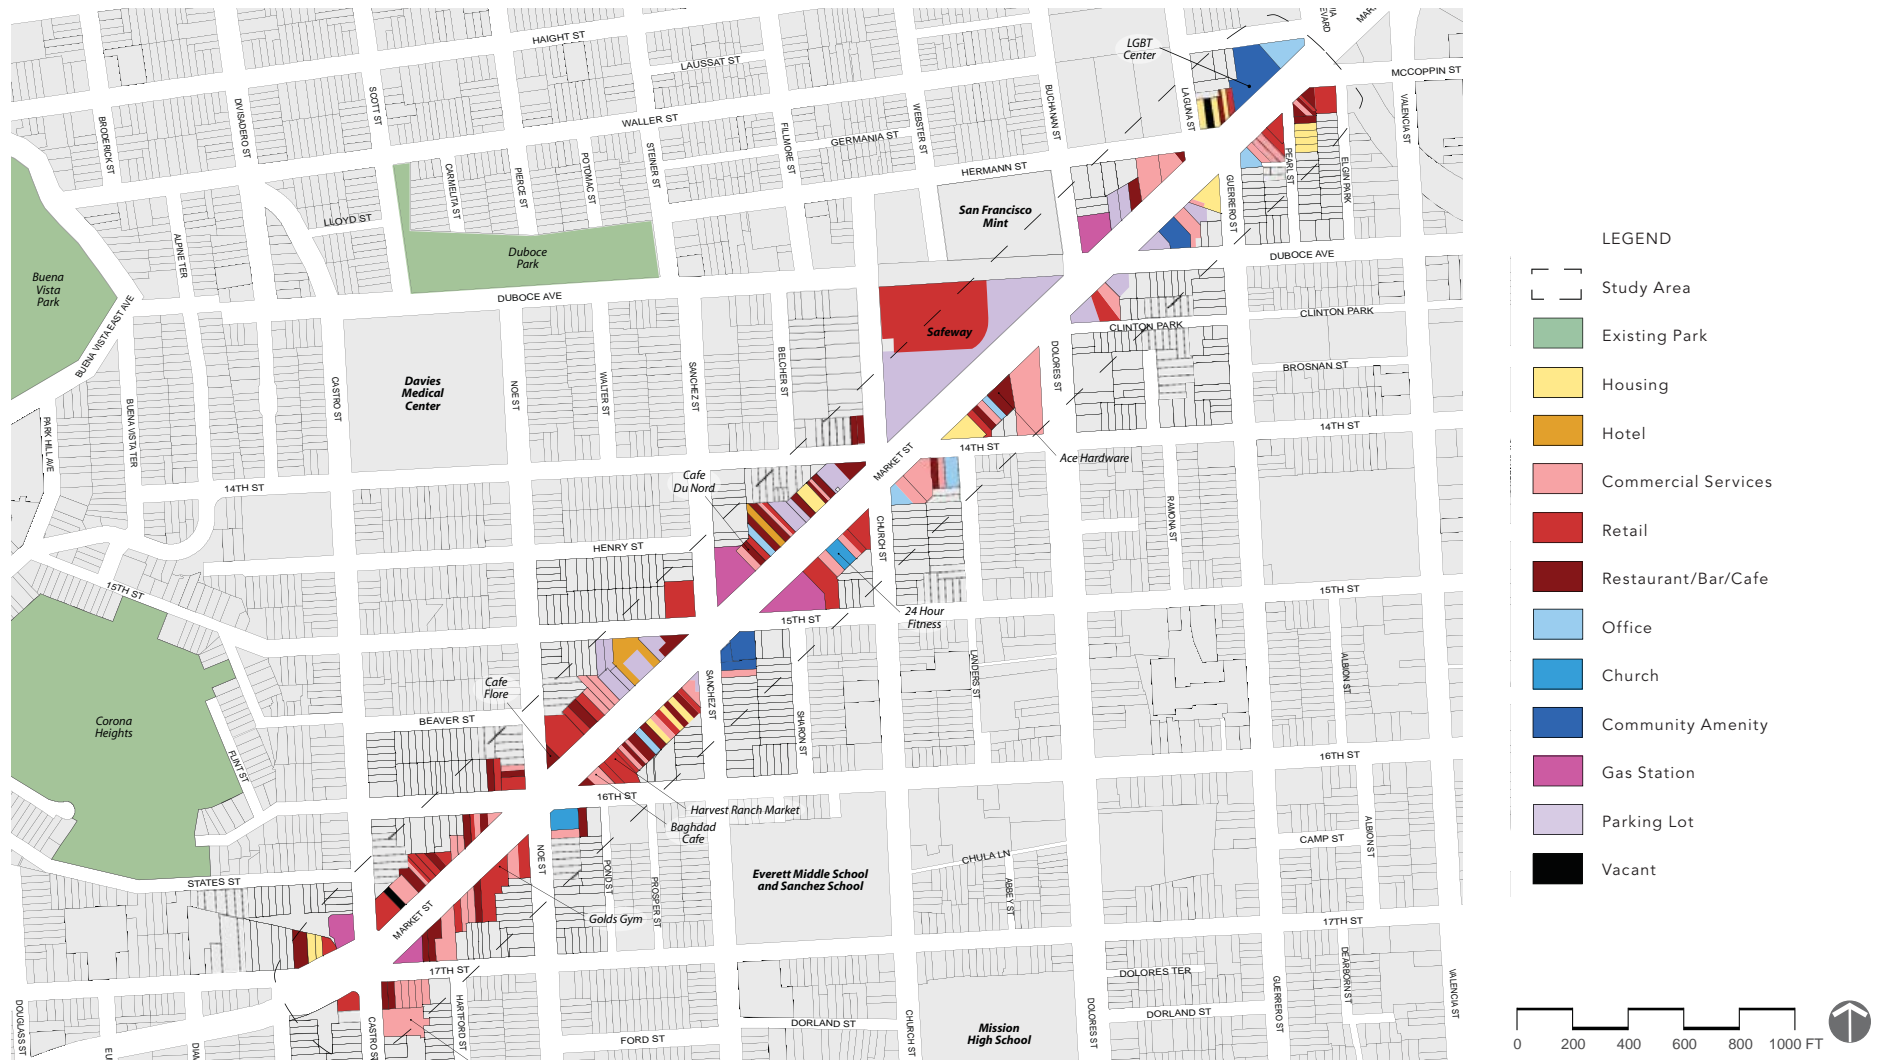 HAIGHT ST
LAUSSAT ST
LGBT
Center
MCCOPPIN ST
BRODERICK ST
DIVISADERO ST
SCOTT ST
WALLER ST
FILLMORE ST
GERMANIA ST
WEBSTER ST
BUCHANAN ST
LAGUNA ST
VALENCIA ST
HERMANN ST
CARMELITA ST
PIERCE ST
POTOMAC ST
STEINER ST
PEARL ST
ELGIN PARK
GUERRERO ST
LLOYD ST
San Francisco
Mint
ALPINE TER
Duboce
Park
DUBOCE AVE
DUBOCE AVE
Buena
Vista
Park
BUENA VISTA EAST AVE
CLINTON PARK
CLINTON PARK
Safeway
BROSNAN ST
Davies
Medical
Center
CASTRO ST
NOE ST
WALTER ST
SANCHEZ ST
BELCHER ST
DOLORES ST
PARK HILL AVE
BUENA VISTA TER
14TH ST
14TH ST
14TH ST
MARKET ST
Ace Hardware
Cafe
Du Nord
RAMONA ST
CHURCH ST
HENRY ST
15TH ST
24 Hour
Fitness
15TH ST
15TH ST
Cafe
Flore
SANCHEZ ST
SHARON ST
LANDERS ST
ALBION ST
BEAVER ST
Corona
Heights
FLINT ST
16TH ST
16TH ST
Harvest Ranch Market
Baghdad
Cafe
CAMP ST
ALBION ST
NOE ST
POND ST
PROSPER ST
CHULA LN
ABBEY ST
Everett Middle School
and Sanchez School
STATES ST
MARKET ST
Golds Gym
17TH ST
17TH ST
DOLORES TER
DEARBORN ST
GUERRERO ST
VALENCIA ST
DOUGLASS ST
CASTRO ST
HARTFORD ST
FORD ST
DORLAND ST
CHURCH ST
Mission
High School
DOLORES ST
DORLAND ST
LEGEND
Study Area
Existing Park
Housing
Hotel
Commercial Services
Retail
Restaurant/Bar/Cafe
Office
Church
Community Amenity
Gas Station
Parking Lot
Vacant
0 200 400 600 800 1000 FT